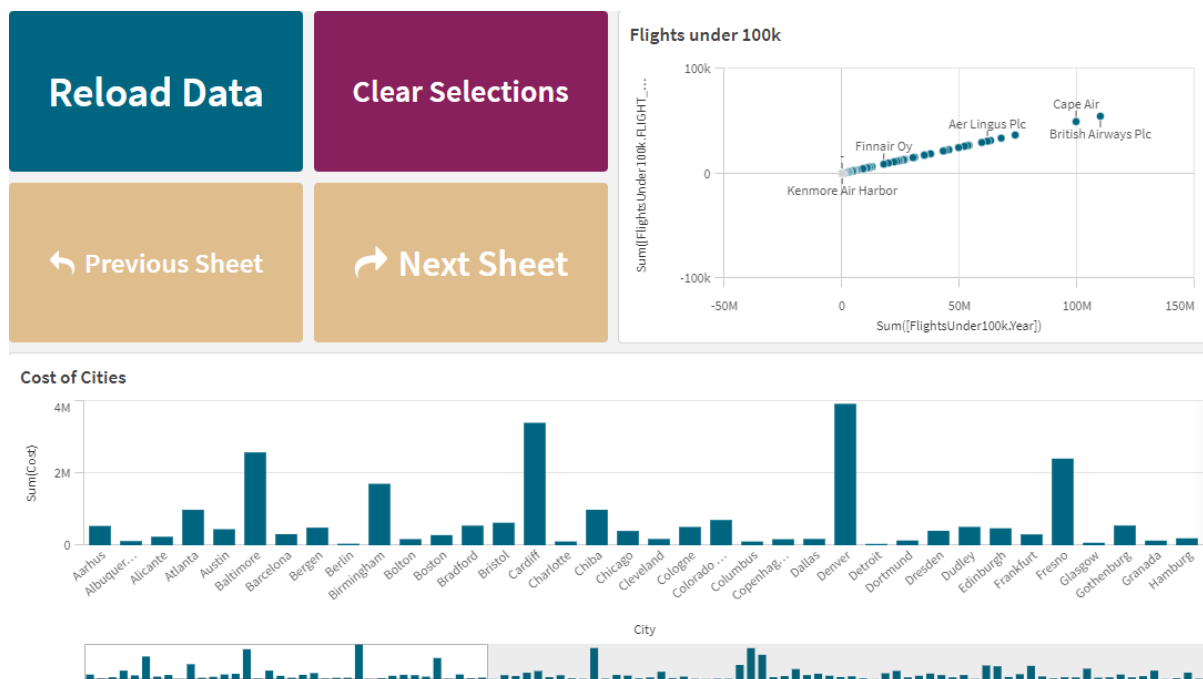 Reload Data
Clear Selections
Previous Sheet
Next Sheet
Flights under 100k
Sum([FlightsUnder100k.FLIGHT_...
100k
0
-100k
Cape Air
British Airways Plc
Aer Lingus Plc
Finnair Oy
Kenmore Air Harbor
-50M 0 50M 100M 150M
Sum([FlightsUnder100k.Year])
Cost of Cities
Sum(Cost)
4M
2M
0
Aarhus
Albuquer...
Alicante
Atlanta
Austin
Baltimore
Barcelona
Bergen
Berlin
Birmingham
Bolton
Boston
Bradford
Bristol
Cardiff
Charlotte
Chiba
Chicago
Cleveland
Cologne
Colorado ...
Columbus
Copenhag...
Dallas
Denver
Detroit
Dortmund
Dresden
Dudley
Edinburgh
Frankfurt
Fresno
Glasgow
Gothenburg
Granada
Hamburg
City